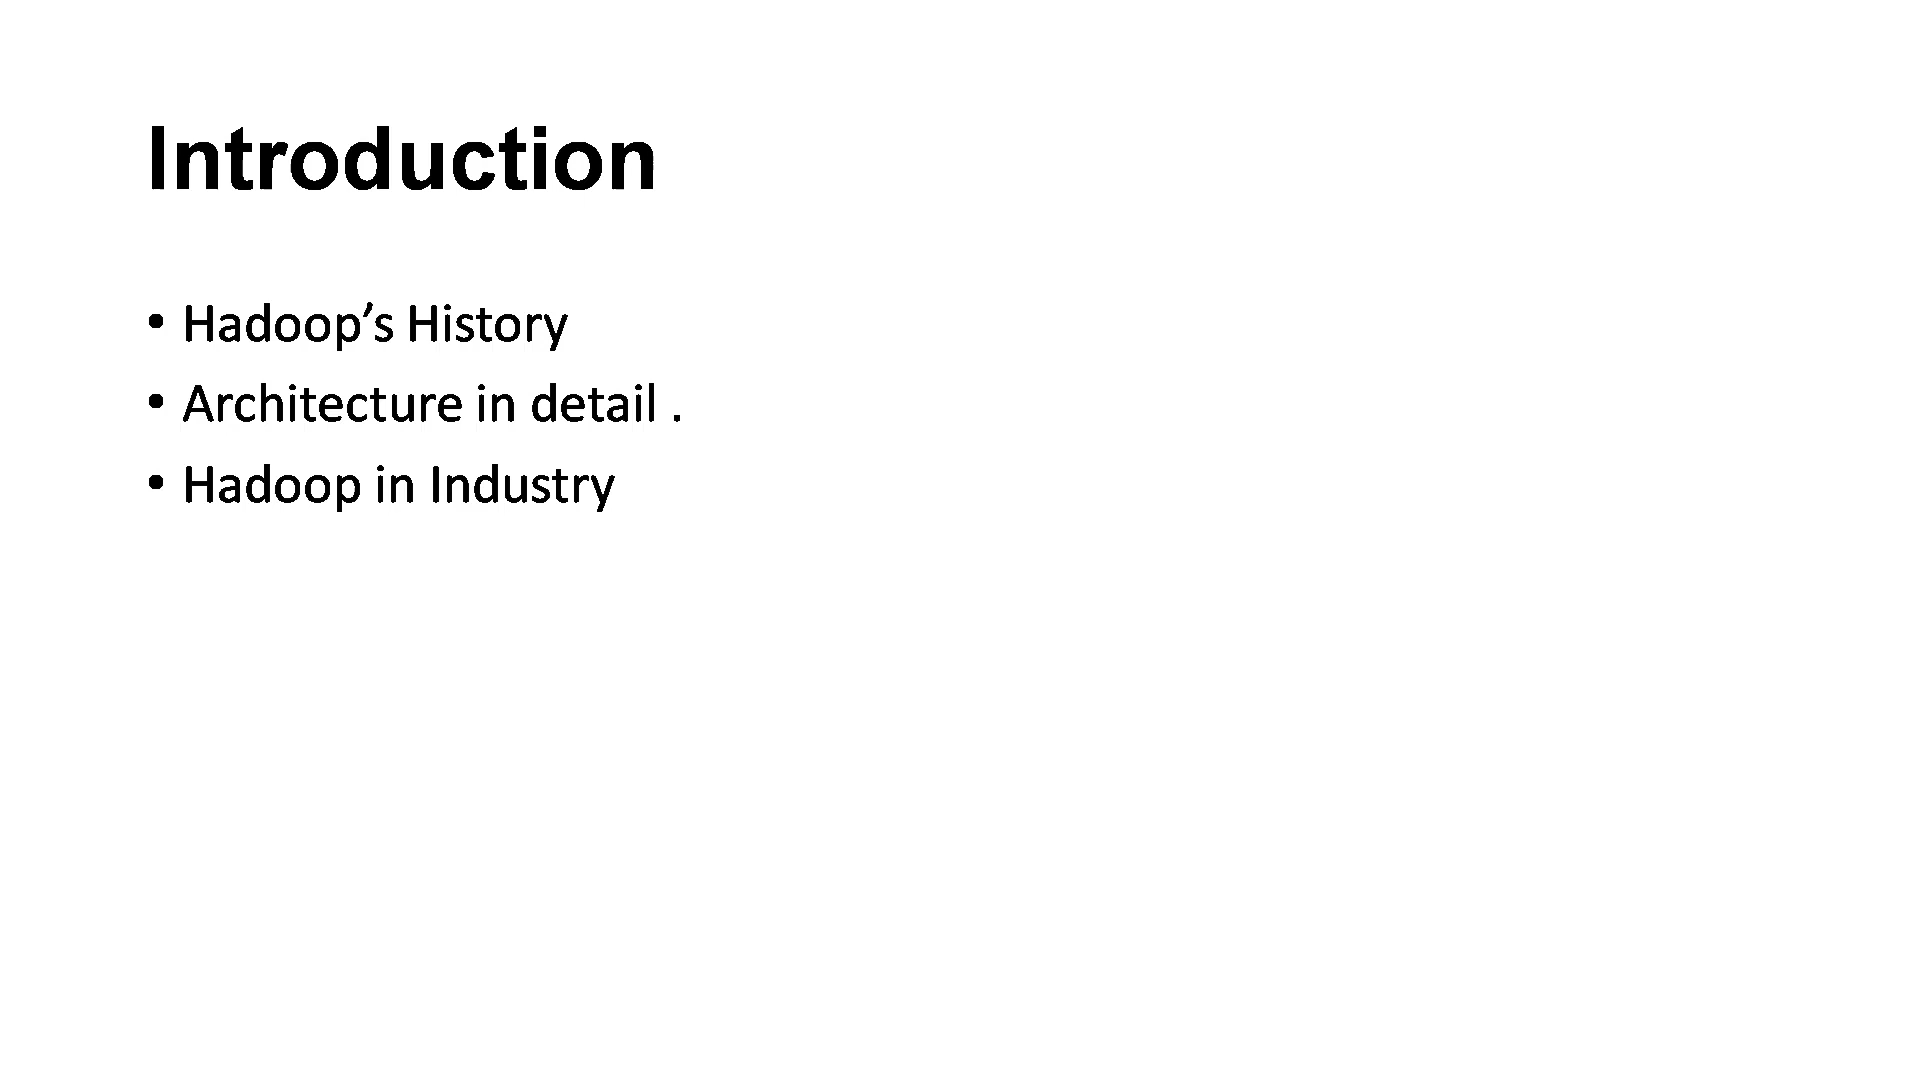 Introduction
• Hadoop’s History
• Architecture in detail .
• Hadoop in Industry